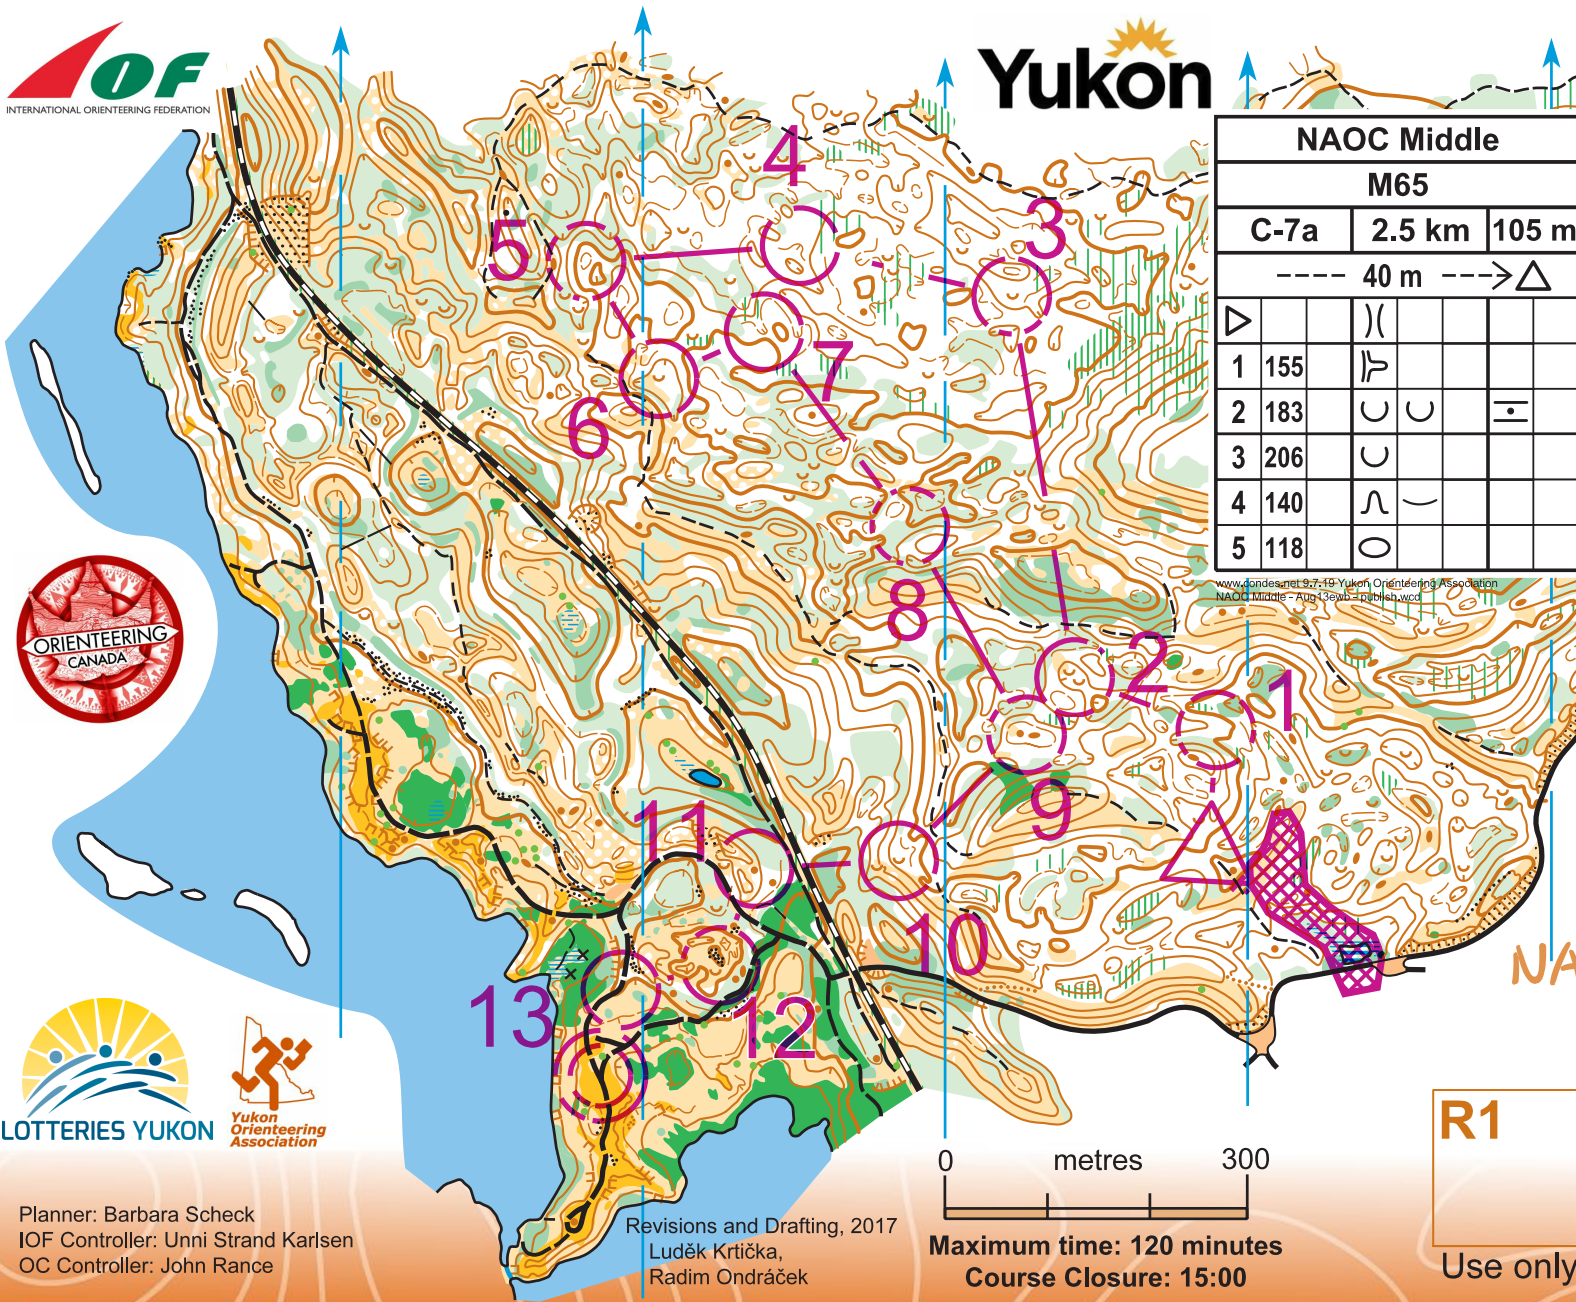 IOF
INTERNATIONAL ORIENTEERING FEDERATION
Yukon
NAOC Middle
M65
C-7a 2.5 km 105 m
40 m
1 155
2 183
3 206
4 140
5 118
www.condes.net 9.7.19 Yukon Orienteering Association
NAOC Middle - Aug13ewb - publish.wcd
4
3
5
7
6
8
2
1
9
11
10
13
12
ORIENTEERING
CANADA
LOTTERIES YUKON
Yukon
Orienteering
Association
NA
R1
Use only
0 metres 300
Maximum time: 120 minutes
Course Closure: 15:00
Planner: Barbara Scheck
IOF Controller: Unni Strand Karlsen
OC Controller: John Rance
Revisions and Drafting, 2017
Luděk Krtička,
Radim Ondráček